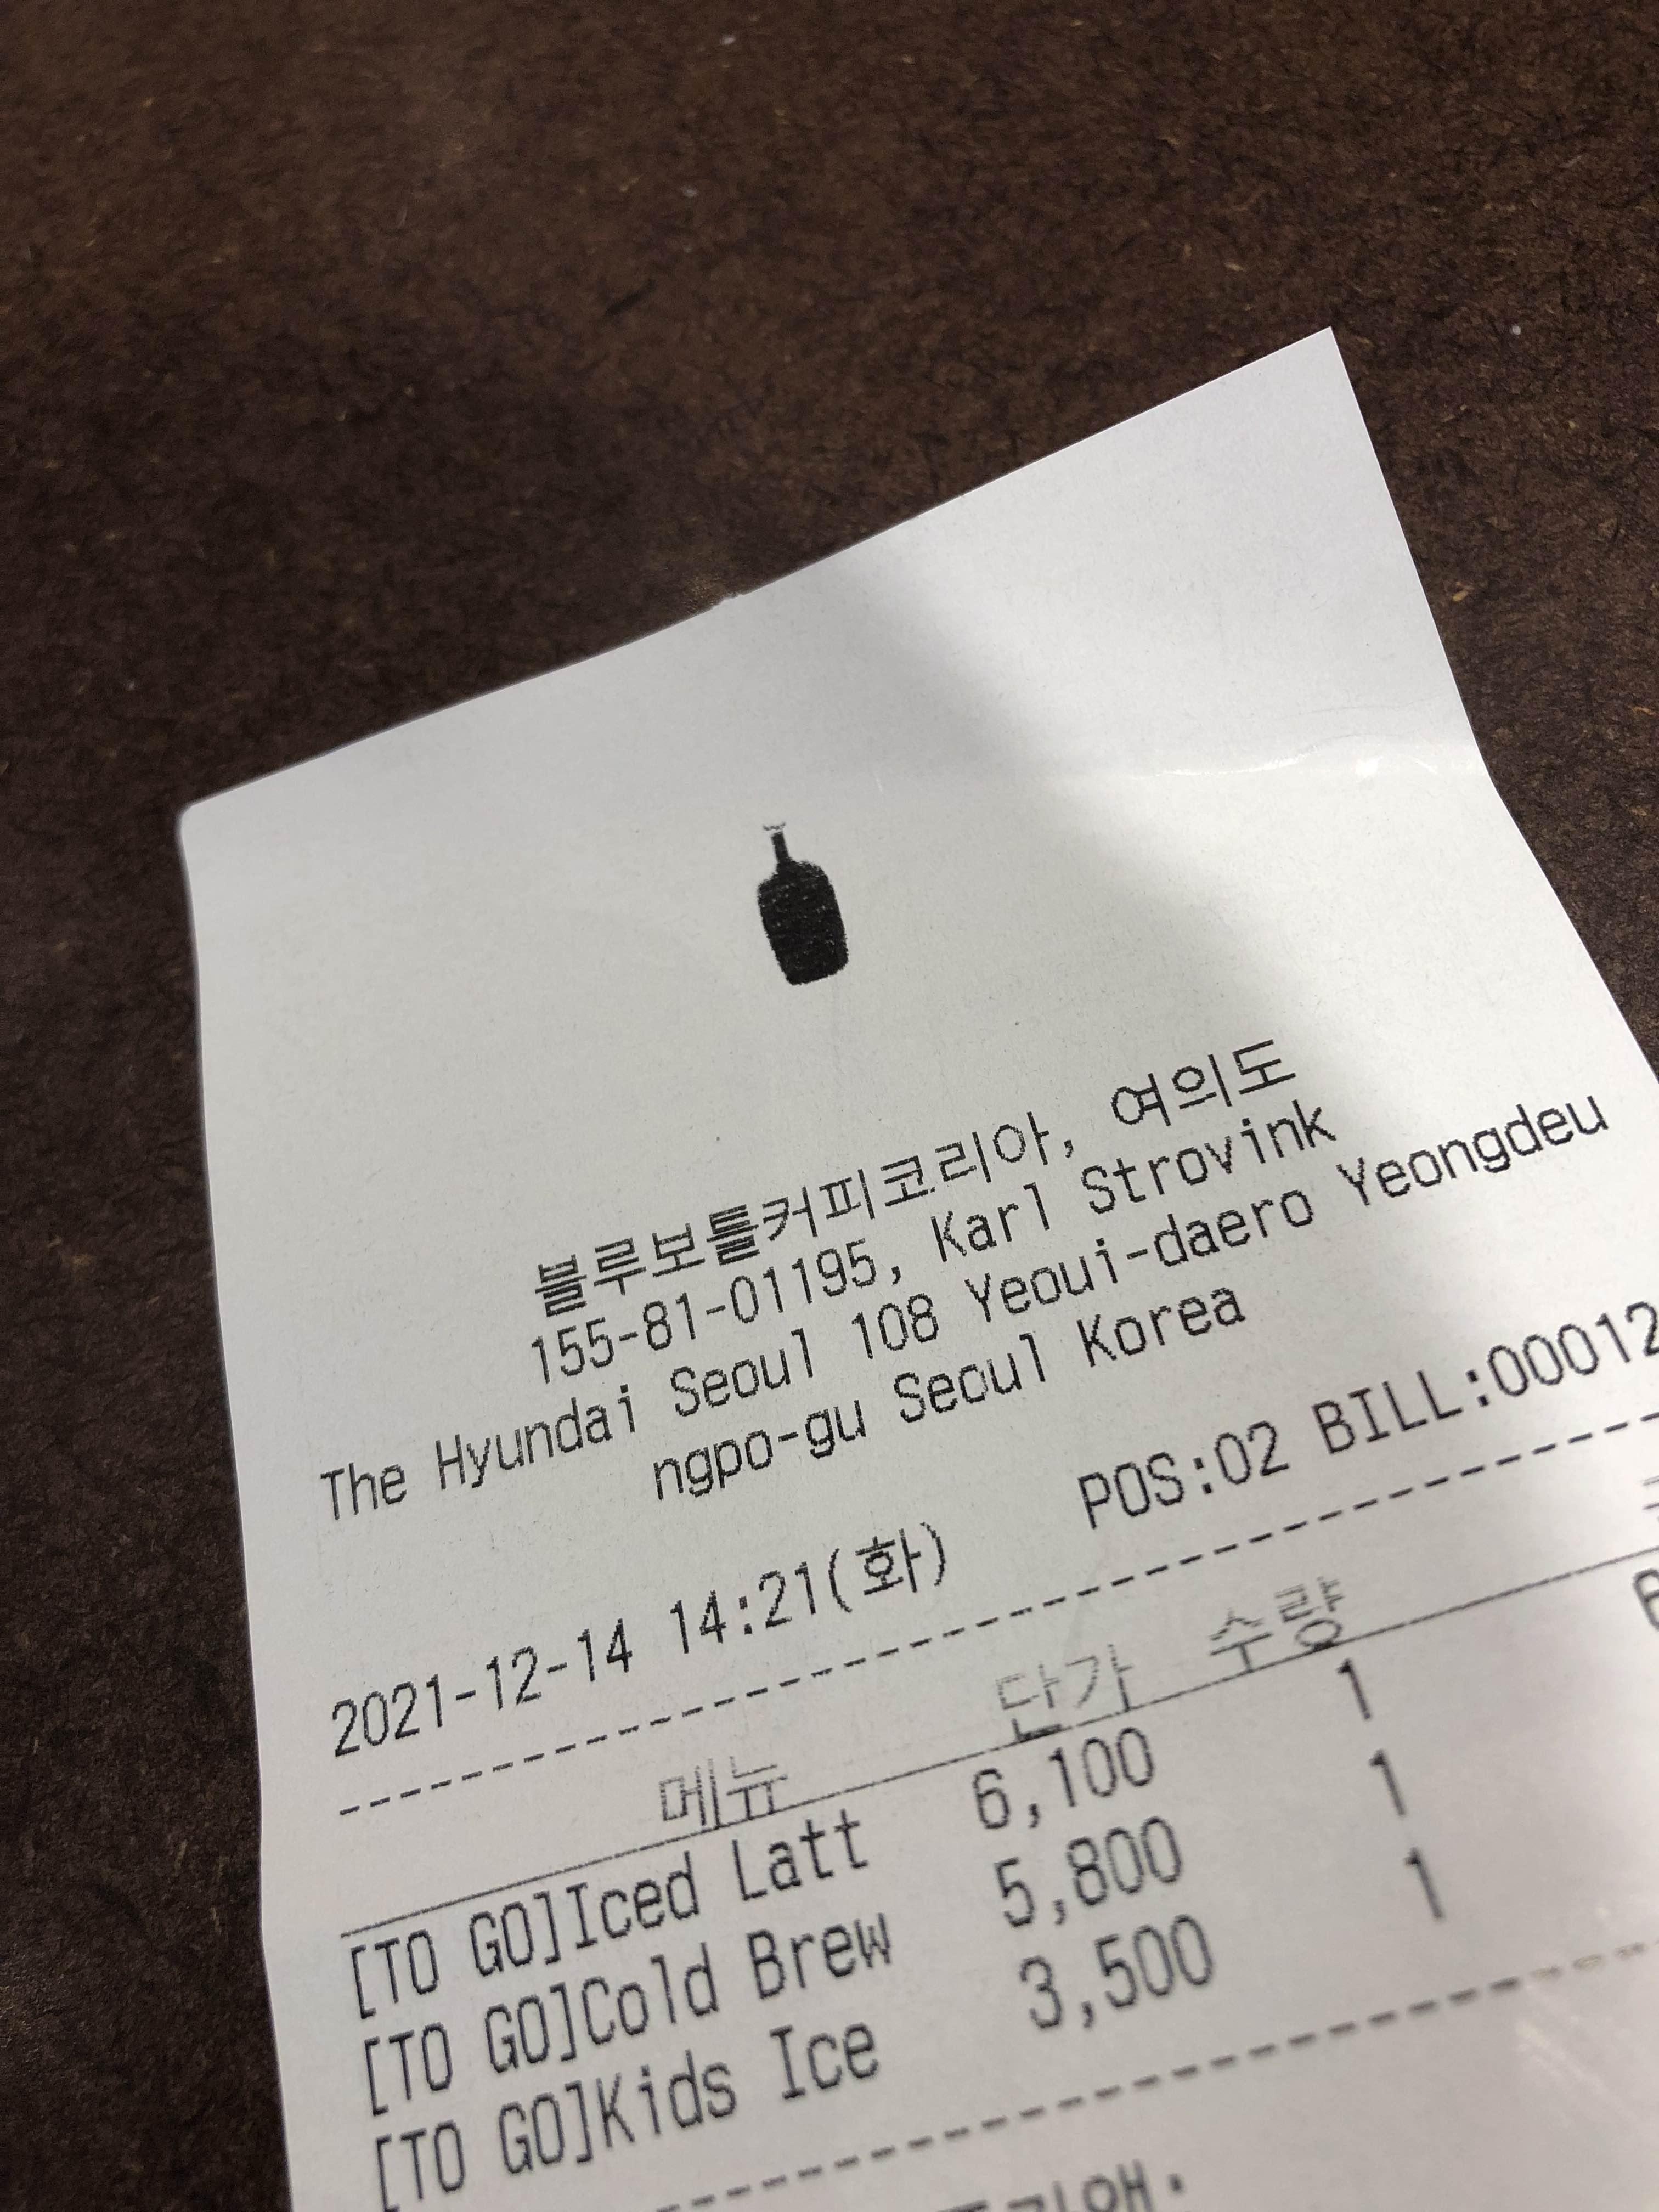 블루보틀커피코리아, 여의도
155-81-01195, Karl Strovink
The Hyundai Seoul 108 Yeoui-daero Yeongdeu
ngpo-gu Seoul Korea
2021-12-14 14:21(화) POS:02 BILL:00012
메뉴 단가 수량
[TO GO]Iced Latt 6,100 1
[TO GO]Cold Brew 5,800 1
[TO GO]Kids Ice 3,500 1